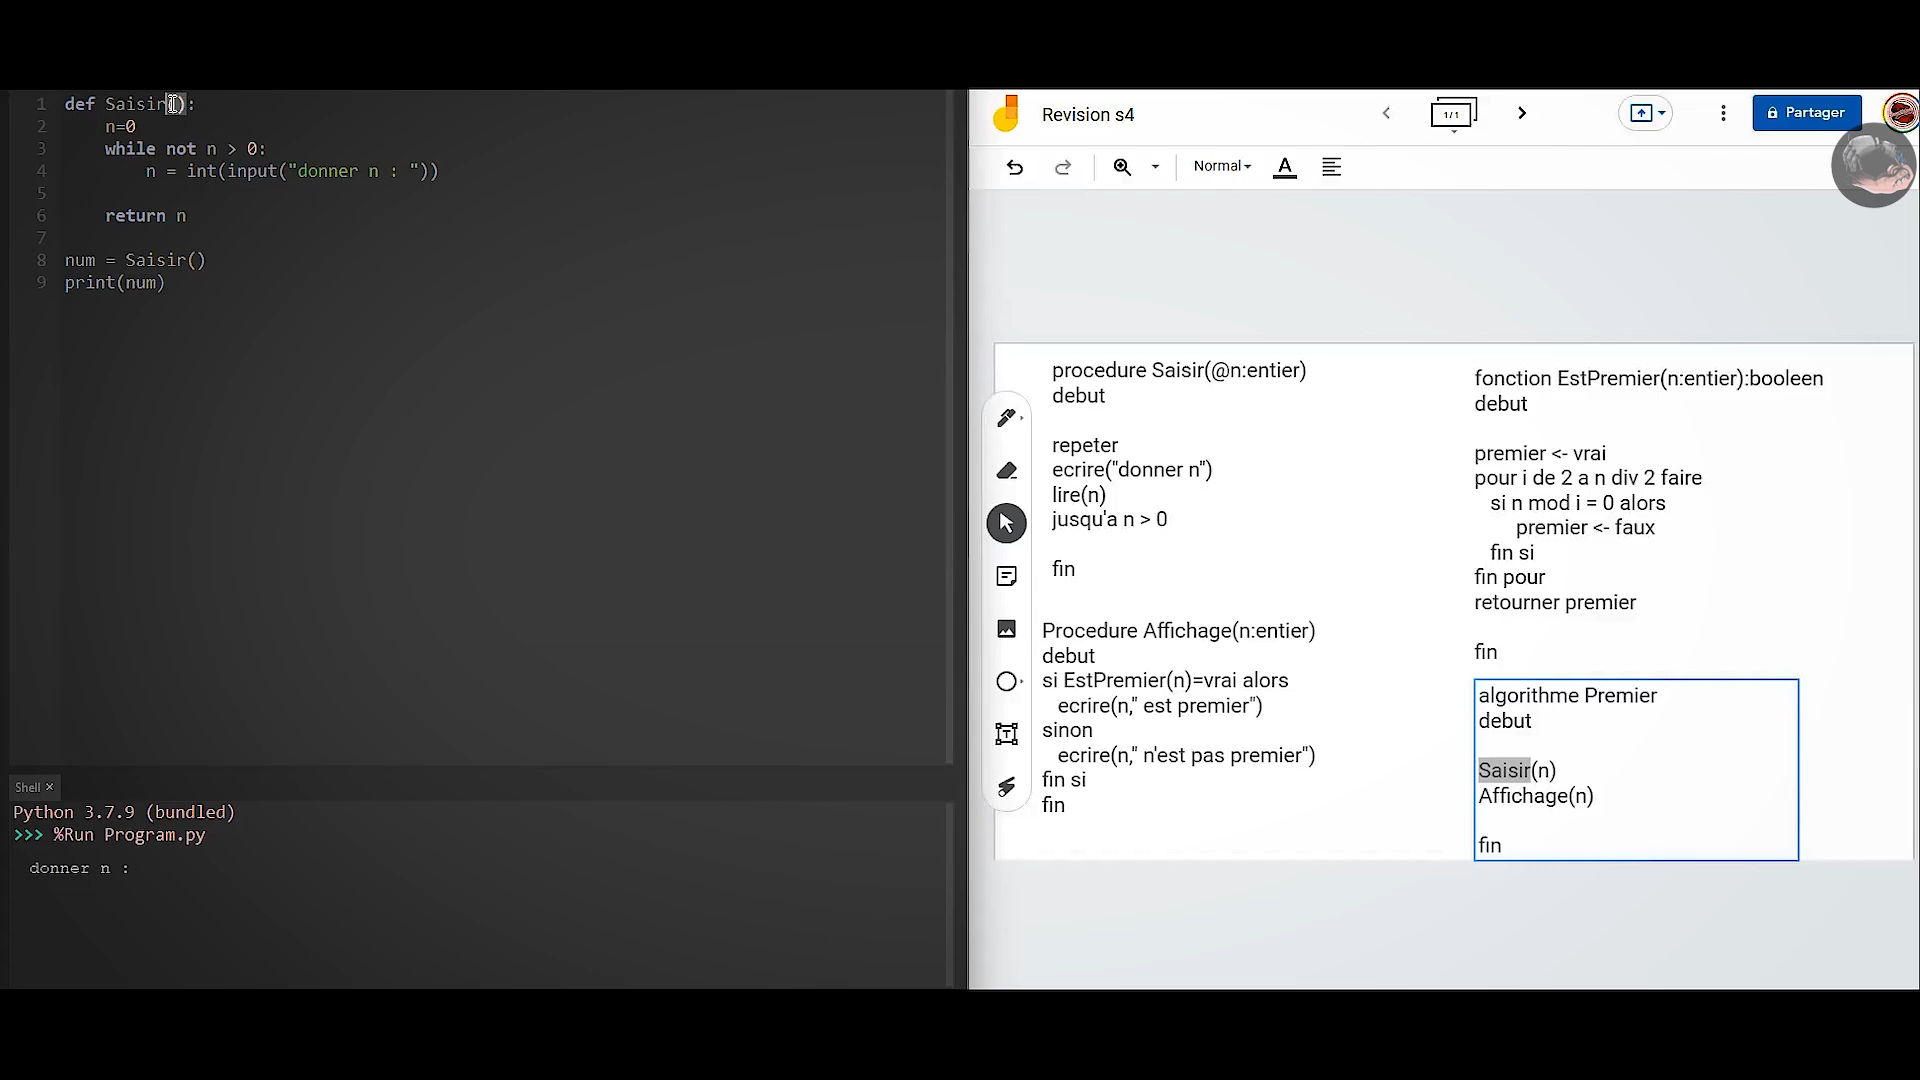 1 def Saisir():
2 n=0
3 while not n > 0:
4 n = int(input("donner n : "))
5
6 return n
7
8 num = Saisir()
9 print(num)
Shell ×
Python 3.7.9 (bundled)
>>> %Run Program.py
donner n :
Revision s4
1/1
Partager
Normal
A
procedure Saisir(@n:entier)
debut
repeter
ecrire("donner n")
lire(n)
jusqu'a n > 0
fin
Procedure Affichage(n:entier)
debut
si EstPremier(n)=vrai alors
ecrire(n," est premier")
sinon
ecrire(n," n'est pas premier")
fin si
fin
fonction EstPremier(n:entier):booleen
debut
premier <- vrai
pour i de 2 a n div 2 faire
si n mod i = 0 alors
premier <- faux
fin si
fin pour
retourner premier
fin
algorithme Premier
debut
Saisir(n)
Affichage(n)
fin